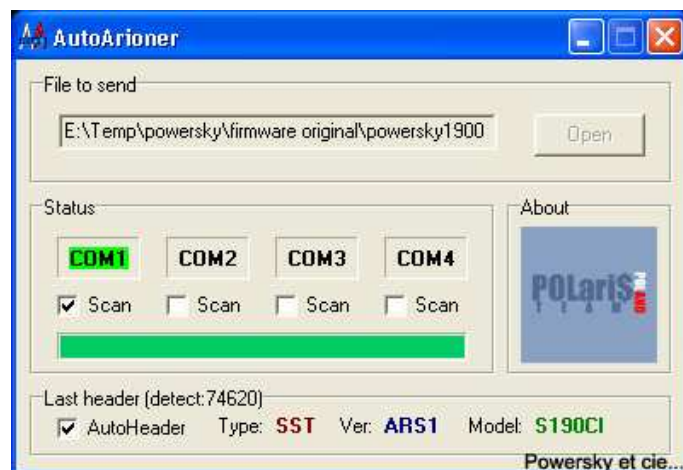 AutoArioner
File to send
E:\Temp\powersky\firmware original\powersky1900
Open
Status
About
COM1 COM2 COM3 COM4
Scan Scan Scan Scan
POLariS
TEAM
Last header (detect:74620)
AutoHeader Type: SST Ver: ARS1 Model: S190CI
Powersky et cie...